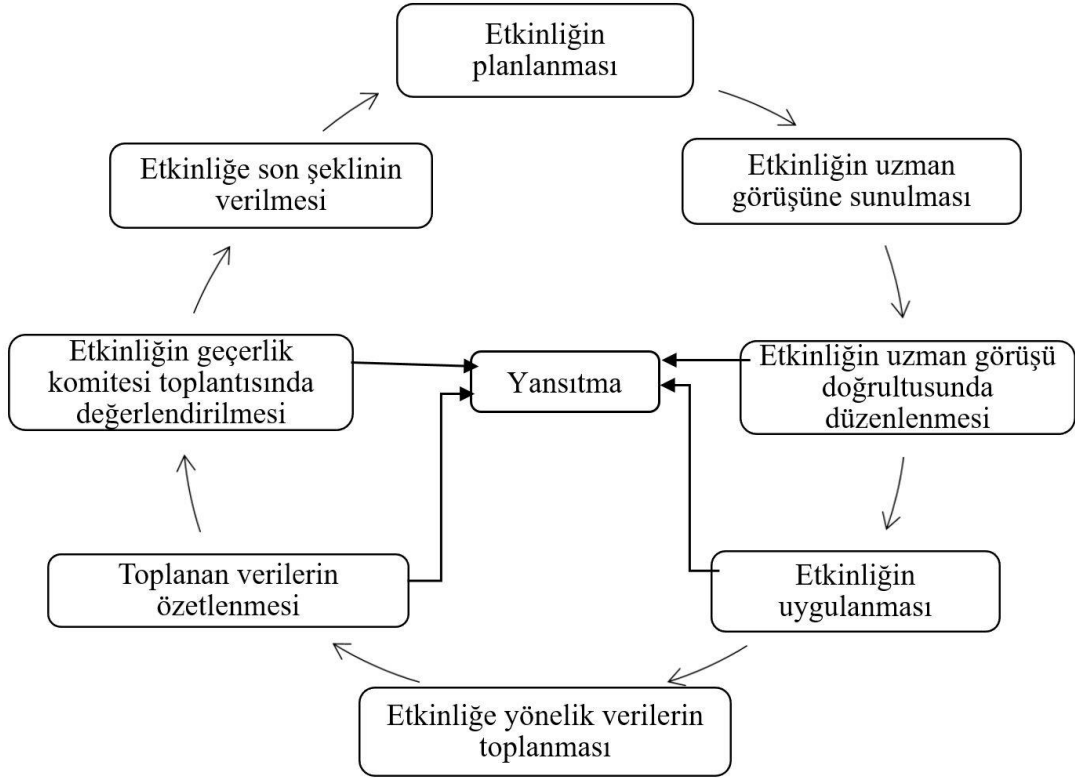 Etkinliğin
planlanması
Etkinliğin uzman
görüşüne sunulması
Etkinliğin uzman görüşü
doğrultusunda
düzenlenmesi
Etkinliğin
uygulanması
Etkinliğe yönelik verilerin
toplanması
Toplanan verilerin
özetlenmesi
Etkinliğin geçerlik
komitesi toplantısında
değerlendirilmesi
Etkinliğe son şeklinin
verilmesi
Yansıtma